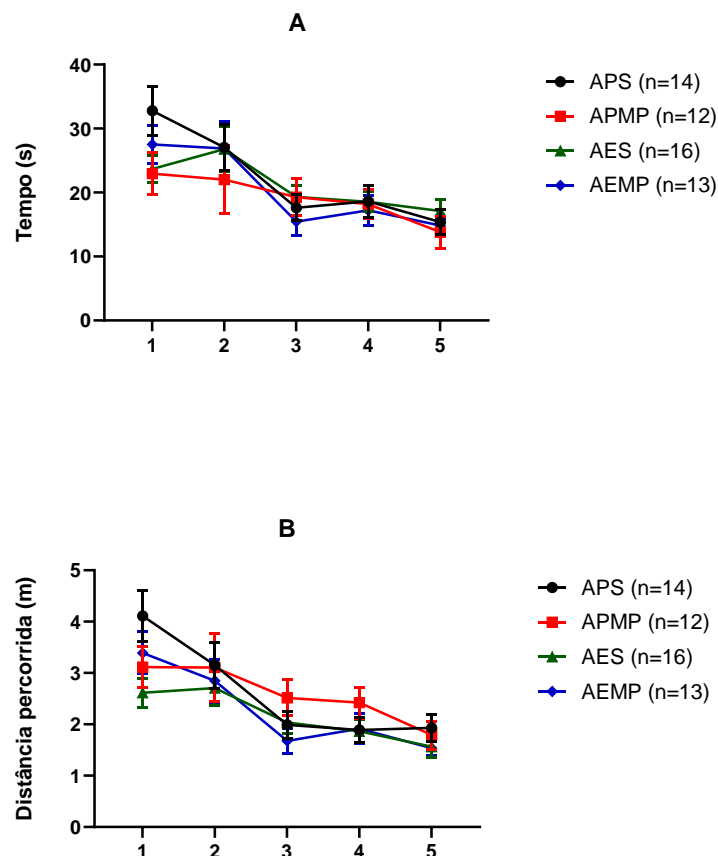 A
Tempo (s)
40
30
20
10
0
1 2 3 4 5
APS (n=14)
APMP (n=12)
AES (n=16)
AEMP (n=13)
B
Distância percorrida (m)
5
4
3
2
1
0
1 2 3 4 5
APS (n=14)
APMP (n=12)
AES (n=16)
AEMP (n=13)